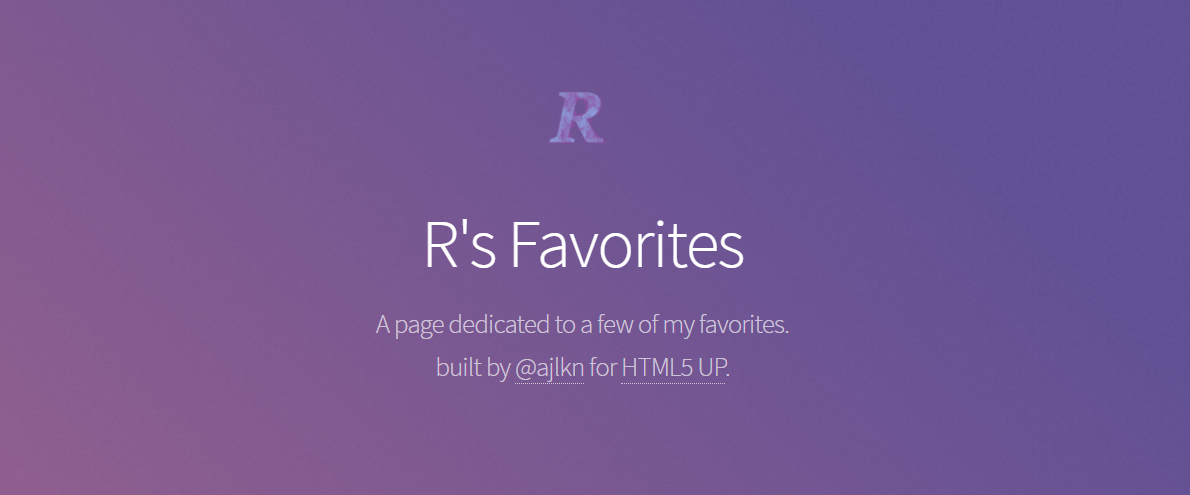 R
R's Favorites
A page dedicated to a few of my favorites.
built by @ajlkn for HTML5 UP.